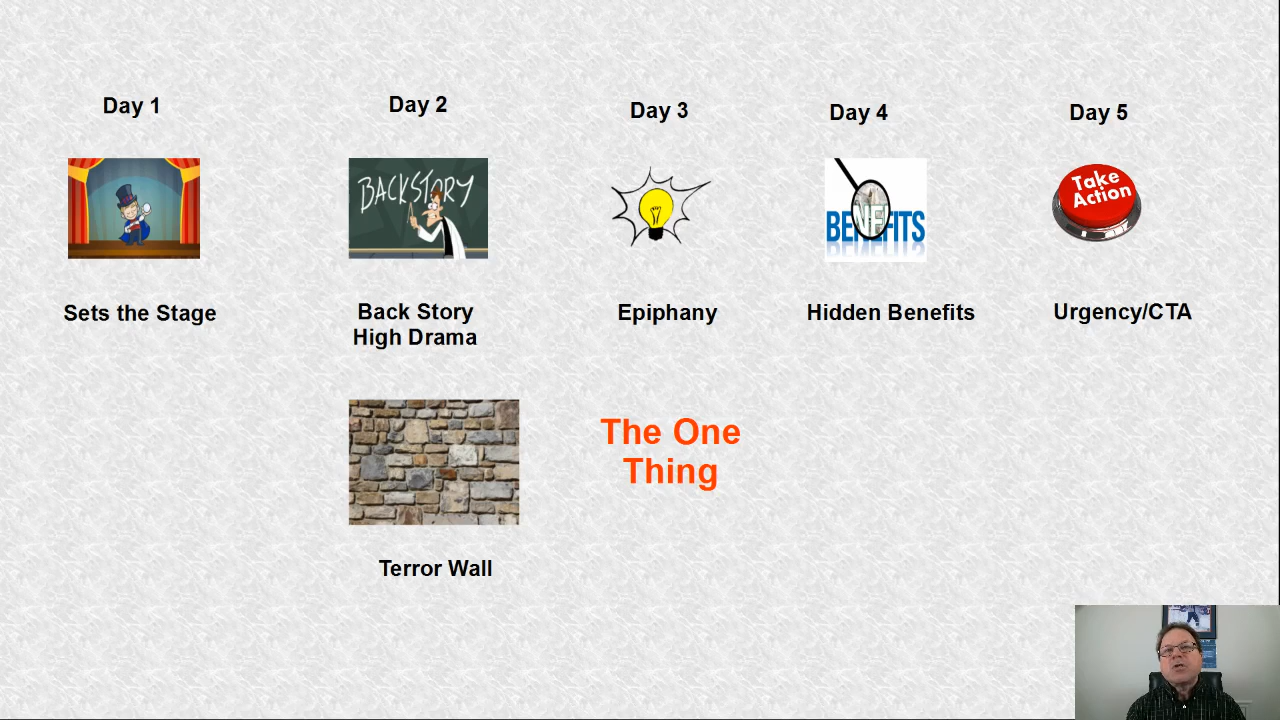 Day 1
Day 2
Day 3
Day 4
Day 5
BACKSTORY
BENEFITS
Take
Action
Sets the Stage
Back Story
High Drama
Epiphany
Hidden Benefits
Urgency/CTA
The One
Thing
Terror Wall